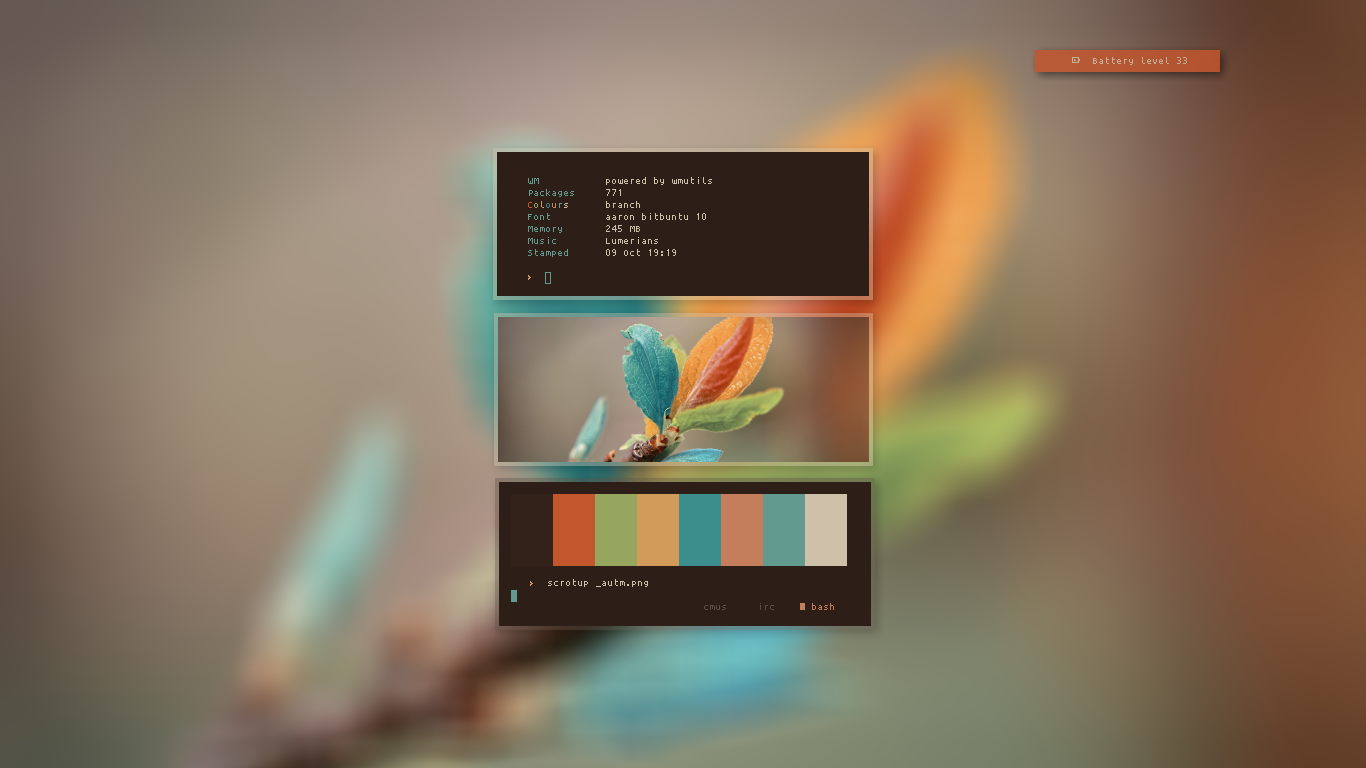 Battery level 33
WM powered by wmutils
Packages 771
Colours branch
Font aaron bitbuntu 10
Memory 245 MB
Music Lumerians
Stamped 09 oct 19:19
›
› scrotup _autm.png
cmus irc bash